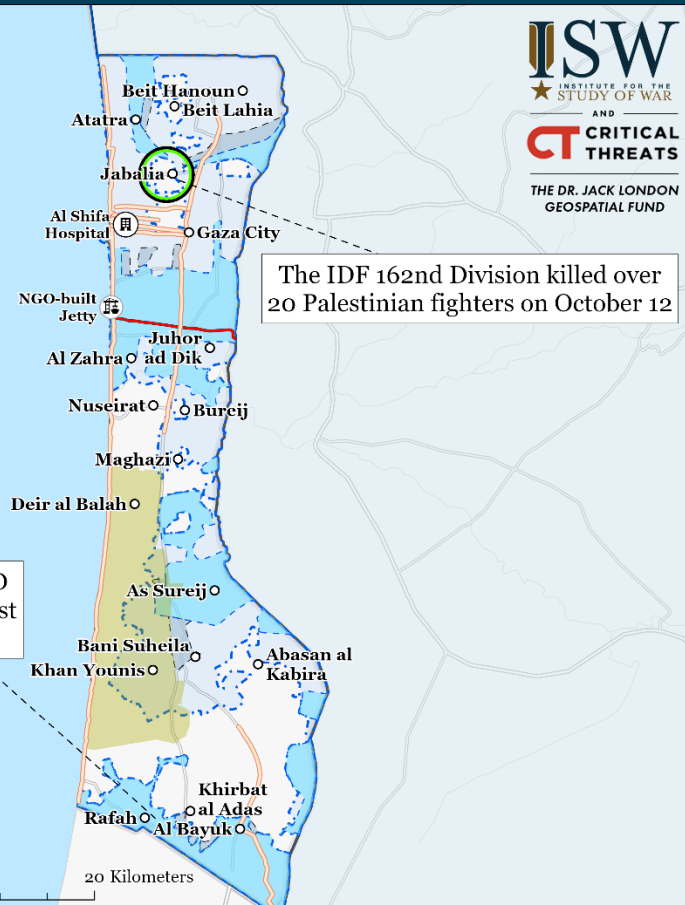 ISW
INSTITUTE FOR THE
STUDY OF WAR
AND
CT CRITICAL
THREATS
THE DR. JACK LONDON
GEOSPATIAL FUND
Beit Hanoun
Beit Lahia
Atatra
Jabalia
Al Shifa
Hospital
Gaza City
The IDF 162nd Division killed over
20 Palestinian fighters on October 12
NGO-built
Jetty
Juhor
ad Dik
Al Zahra
Nuseirat
Bureij
Maghazi
Deir al Balah
As Sureij
st
Bani Suheila
Abasan al
Kabira
Khan Younis
Khirbat
al Adas
Rafah
Al Bayuk
20 Kilometers